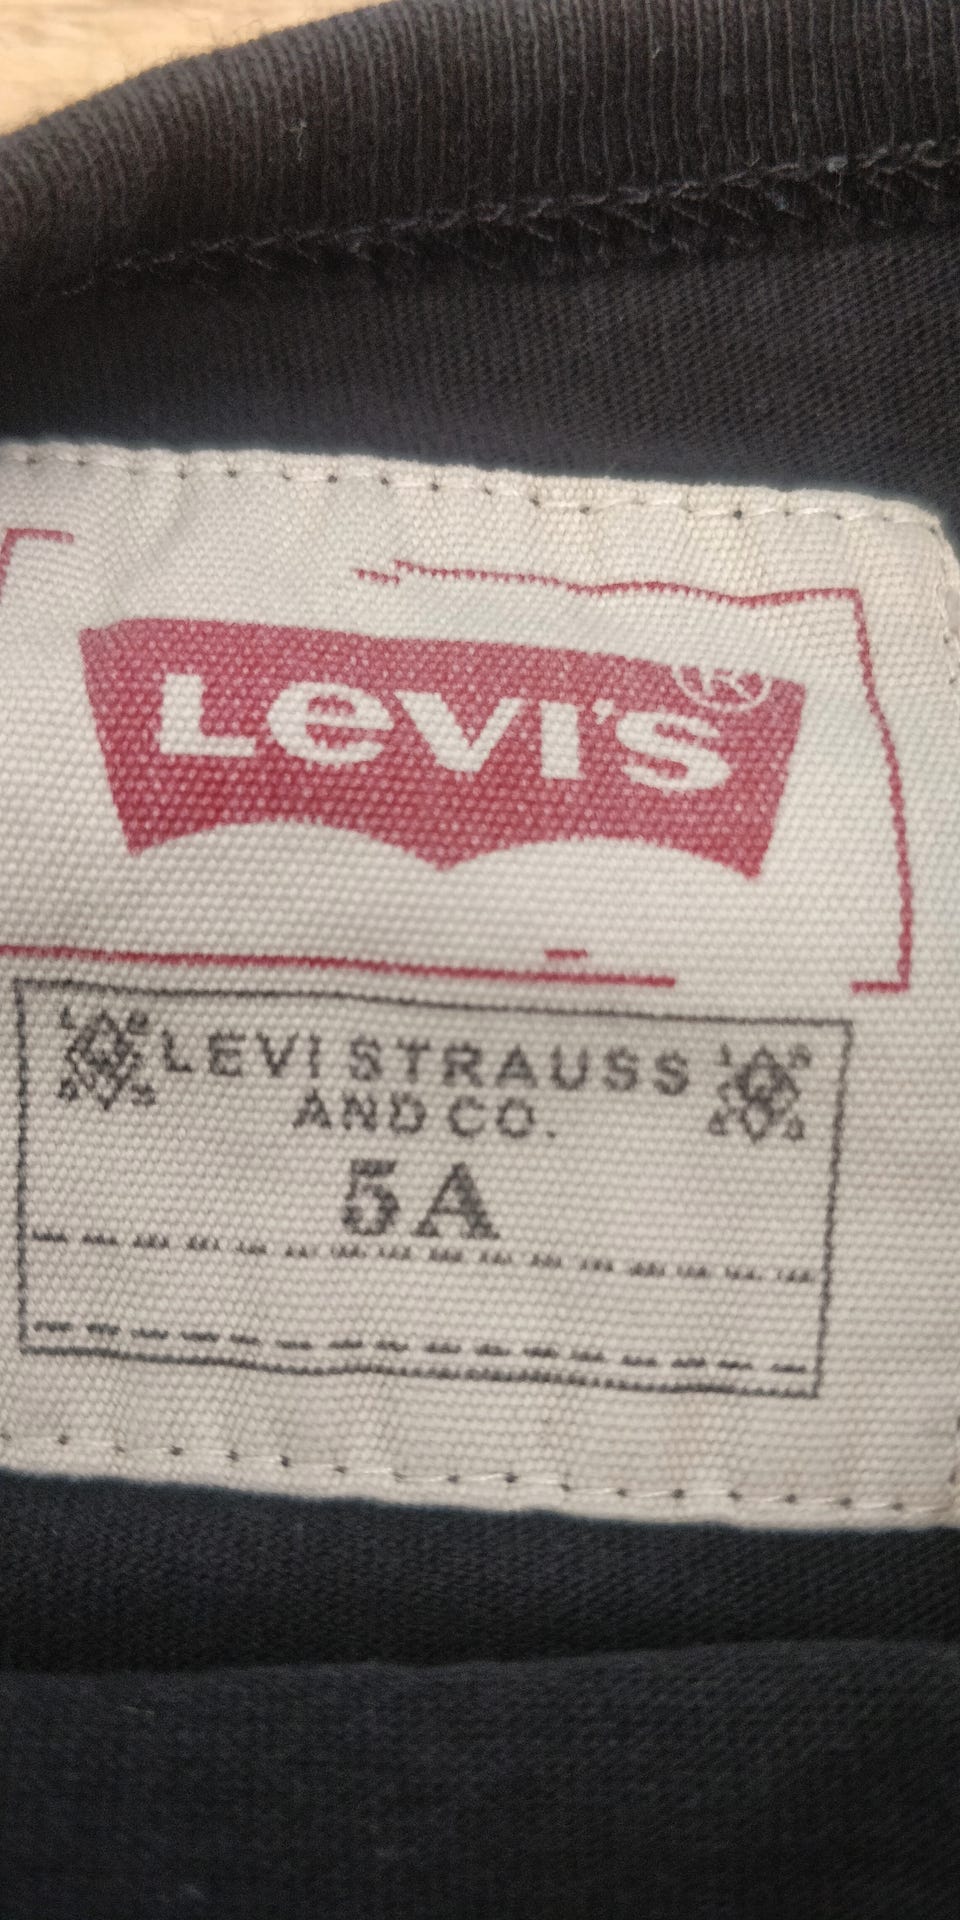 LEVI'S®
LEVI STRAUSS
AND CO.
5A